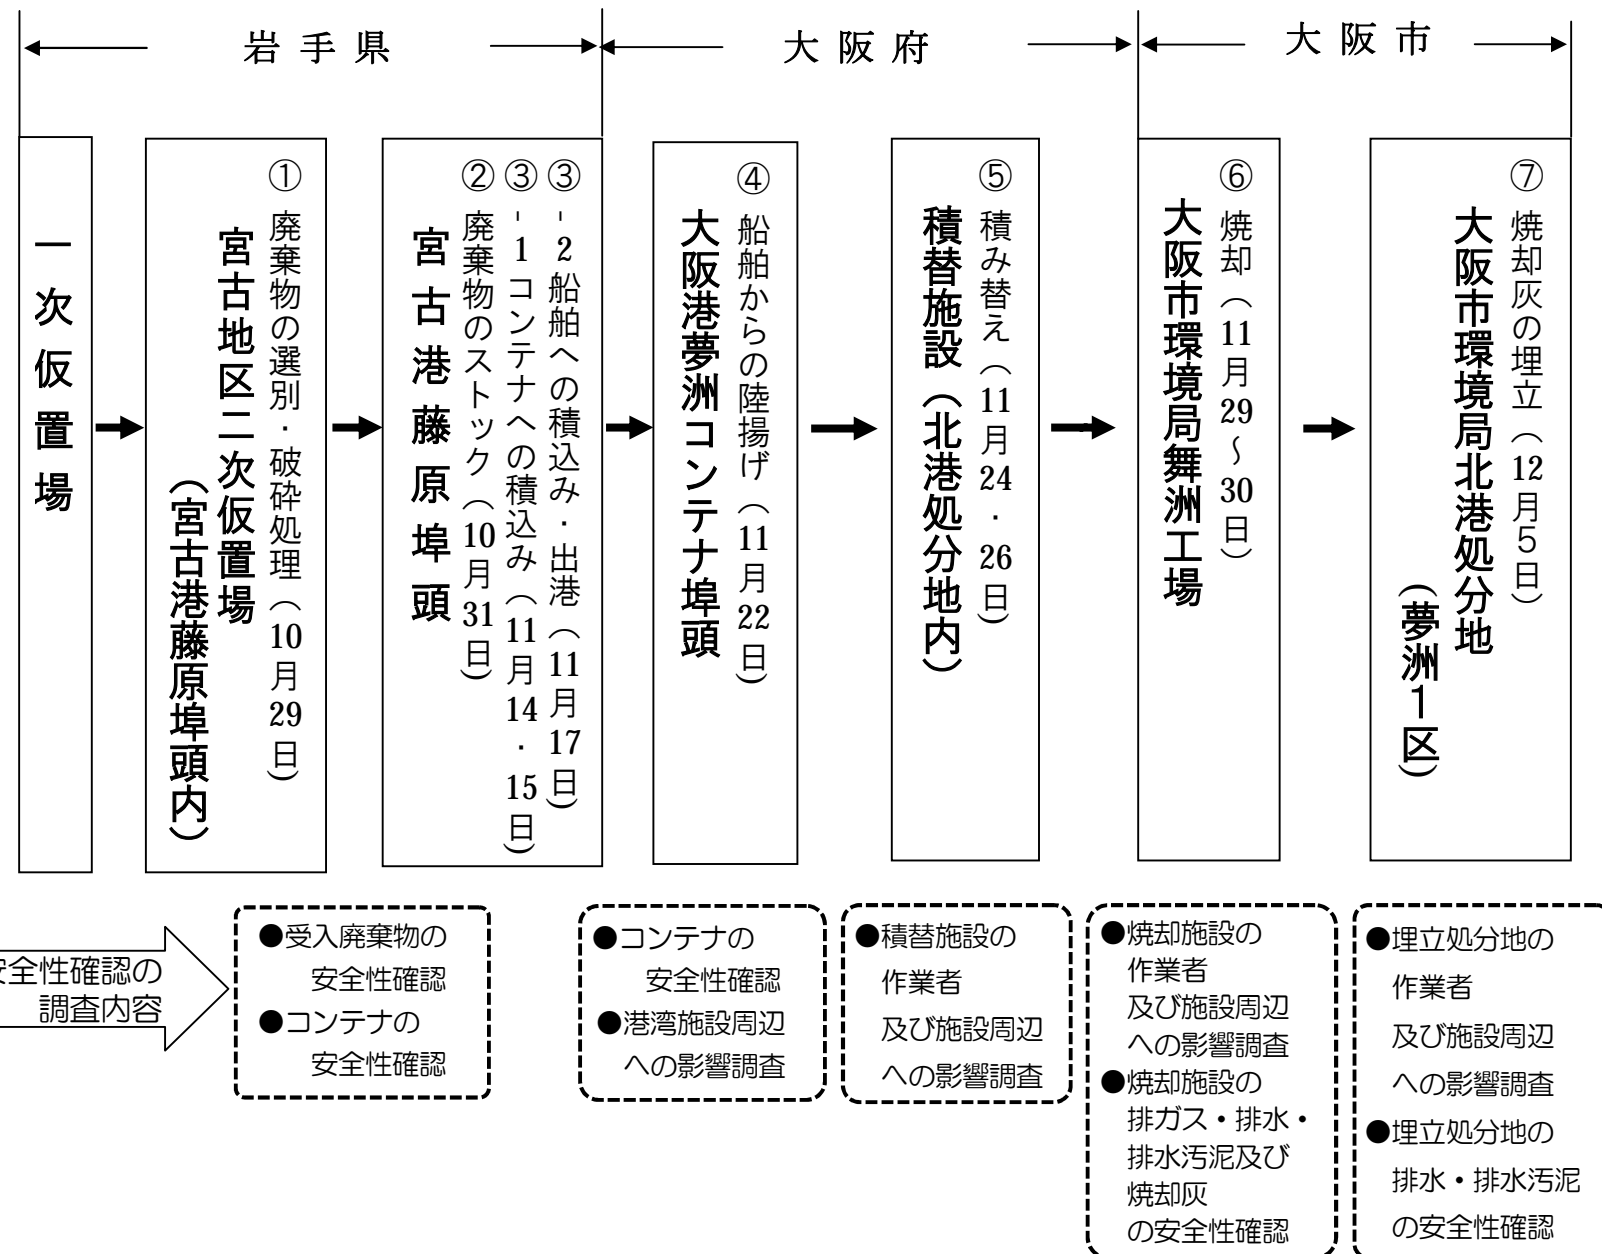 岩手県
大阪府
大阪市
一次仮置場
①廃棄物の選別・破砕処理（10月29日）
宮古地区二次仮置場
（宮古港藤原埠頭内）
③-2船舶への積込み・出港（11月17日）
③-1コンテナへの積込み（11月14・15日）
②廃棄物のストック（10月31日）
宮古港藤原埠頭
④船舶からの陸揚げ（11月22日）
大阪港夢洲コンテナ埠頭
⑤積み替え（11月24・26日）
積替施設（北港処分地内）
⑥焼却（11月29～30日）
大阪市環境局舞洲工場
⑦焼却灰の埋立（12月5日）
大阪市環境局北港処分地
（夢洲1区）
安全性確認の
調査内容
●受入廃棄物の
安全性確認
●コンテナの
安全性確認
●コンテナの
安全性確認
●港湾施設周辺
への影響調査
●積替施設の
作業者
及び施設周辺
への影響調査
●焼却施設の
作業者
及び施設周辺
への影響調査
●焼却施設の
排ガス・排水・
排水汚泥及び
焼却灰
の安全性確認
●埋立処分地の
作業者
及び施設周辺
への影響調査
●埋立処分地の
排水・排水汚泥
の安全性確認